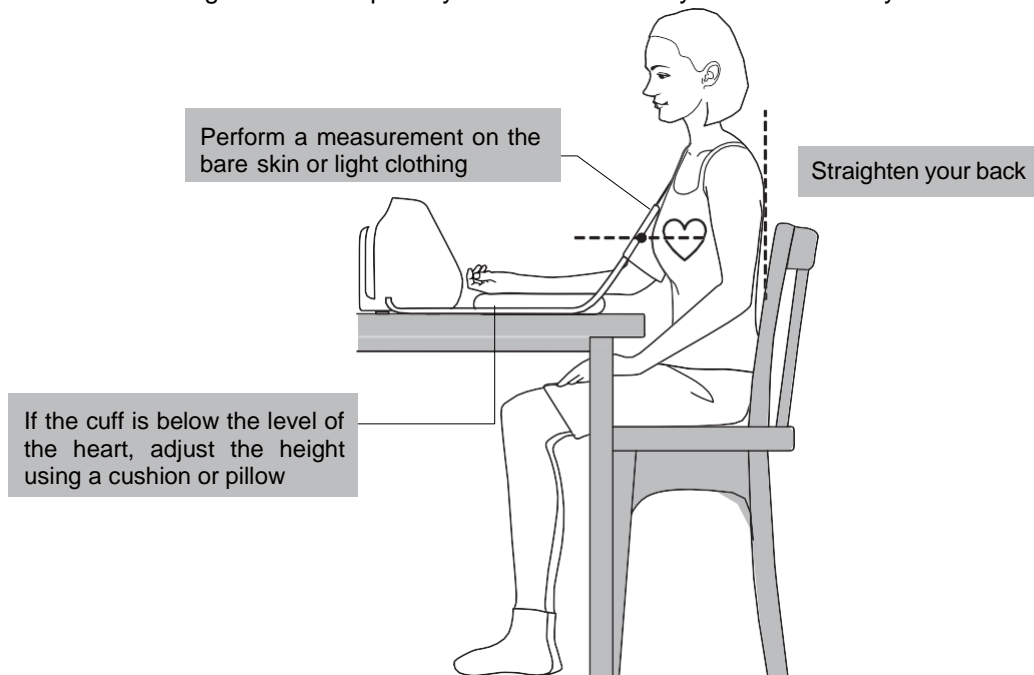 Perform a measurement on the
bare skin or light clothing
Straighten your back
If the cuff is below the level of
the heart, adjust the height
using a cushion or pillow